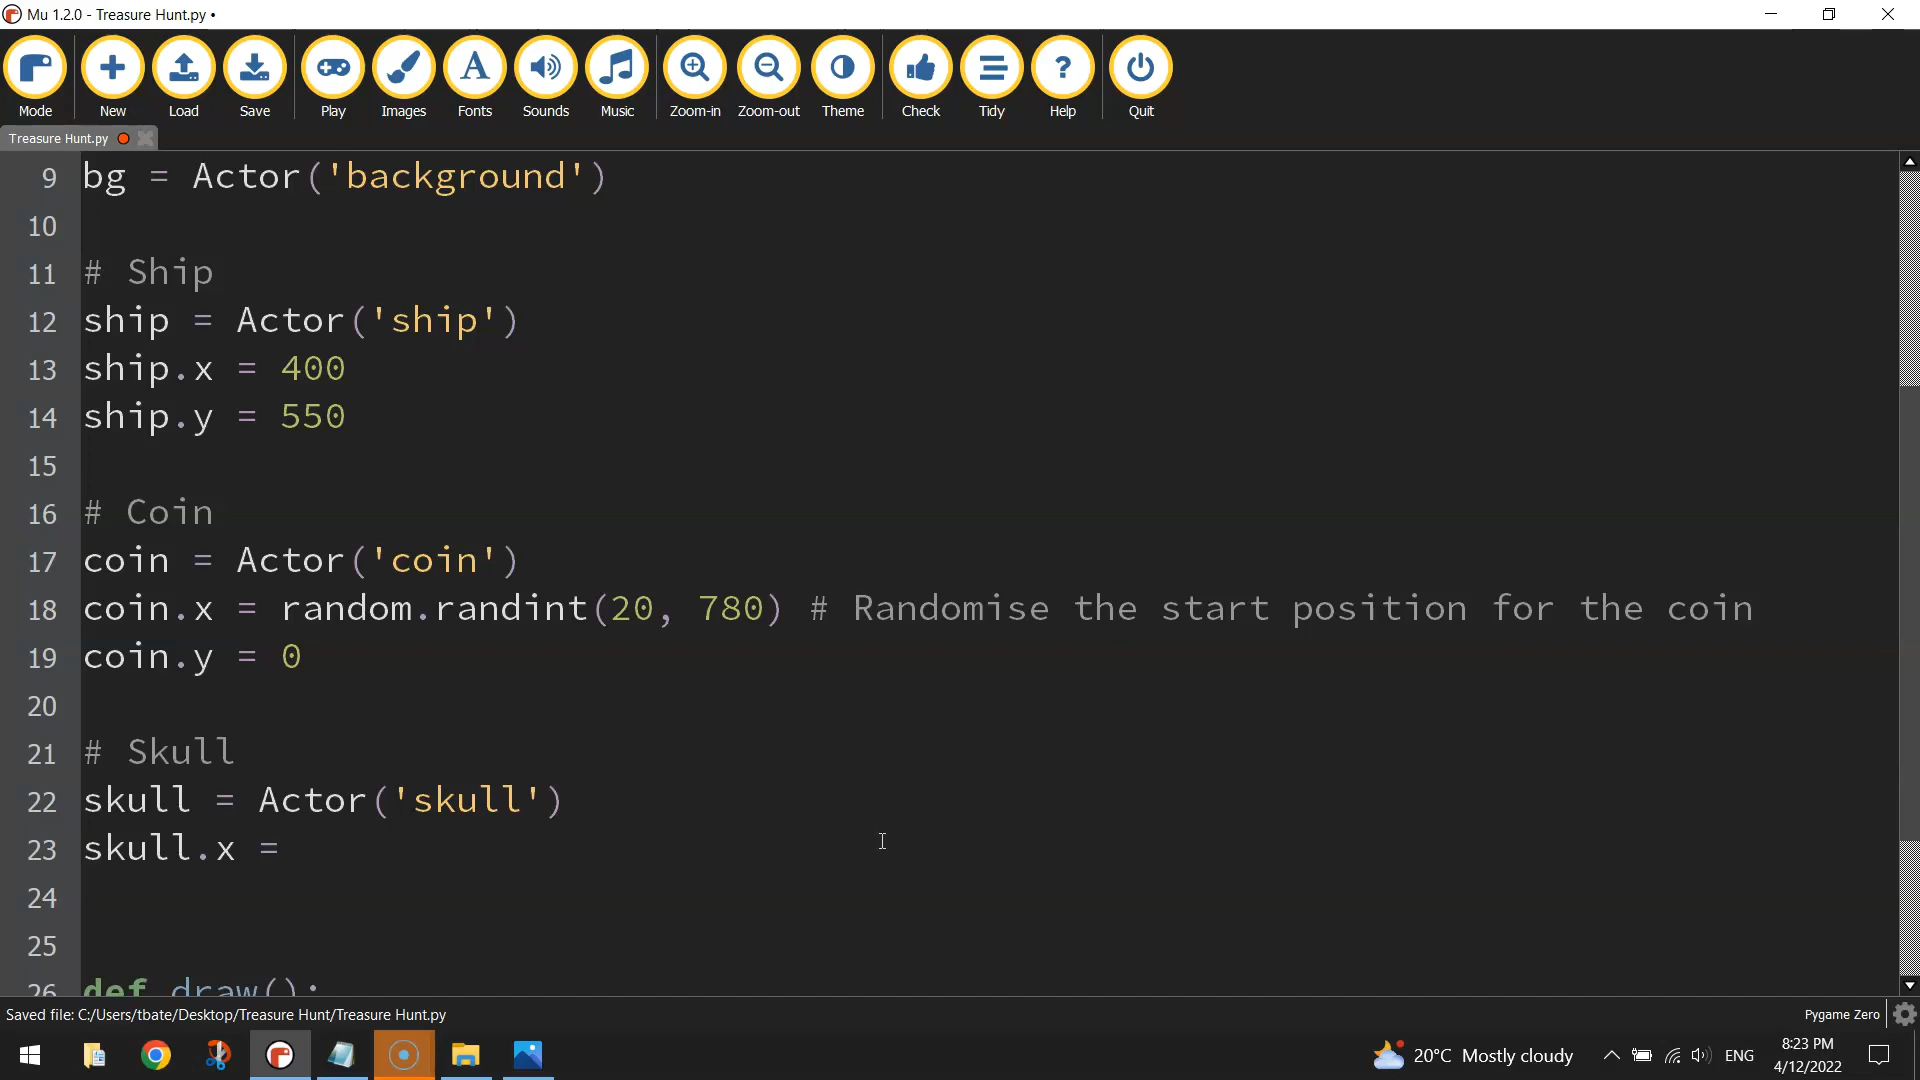 Mu 1.2.0 - Treasure Hunt.py •
Mode New Load Save Play Images Fonts Sounds Music Zoom-in Zoom-out Theme Check Tidy Help Quit
Treasure Hunt.py
9 bg = Actor('background')
10
11 # Ship
12 ship = Actor('ship')
13 ship.x = 400
14 ship.y = 550
15
16 # Coin
17 coin = Actor('coin')
18 coin.x = random.randint(20, 780) # Randomise the start position for the coin
19 coin.y = 0
20
21 # Skull
22 skull = Actor('skull')
23 skull.x =
24
25
26 def draw():
Saved file: C:/Users/tbate/Desktop/Treasure Hunt/Treasure Hunt.py
Pygame Zero
20°C Mostly cloudy
ENG
8:23 PM
4/12/2022